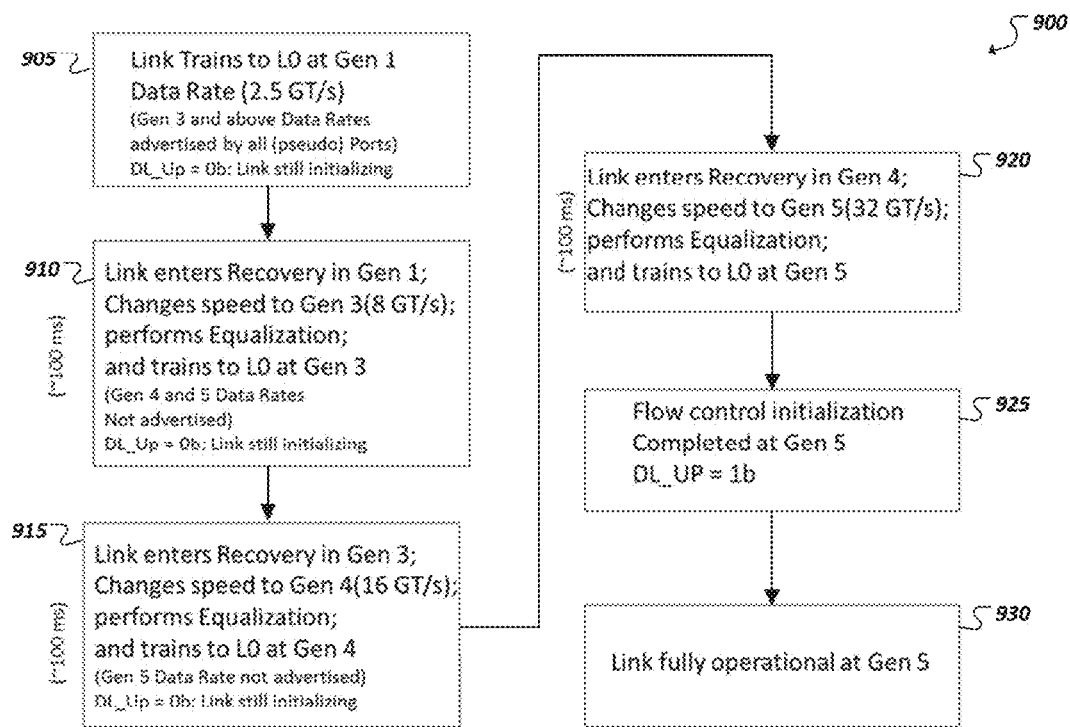 900
905
Link Trains to L0 at Gen 1
Data Rate (2.5 GT/s)
(Gen 3 and above Data Rates
advertised by all (pseudo) Ports)
DL_Up = 0b: Link still initializing
910
Link enters Recovery in Gen 1;
Changes speed to Gen 3(8 GT/s);
performs Equalization;
and trains to L0 at Gen 3
(Gen 4 and 5 Data Rates
Not advertised)
DL_Up = 0b: Link still initializing
(~100 ms)
915
Link enters Recovery in Gen 3;
Changes speed to Gen 4(16 GT/s);
performs Equalization;
and trains to L0 at Gen 4
(Gen 5 Data Rate not advertised)
DL_Up = 0b: Link still initializing
(~100 ms)
920
Link enters Recovery in Gen 4;
Changes speed to Gen 5(32 GT/s);
performs Equalization;
and trains to L0 at Gen 5
(~100 ms)
925
Flow control initialization
Completed at Gen 5
DL_UP = 1b
930
Link fully operational at Gen 5